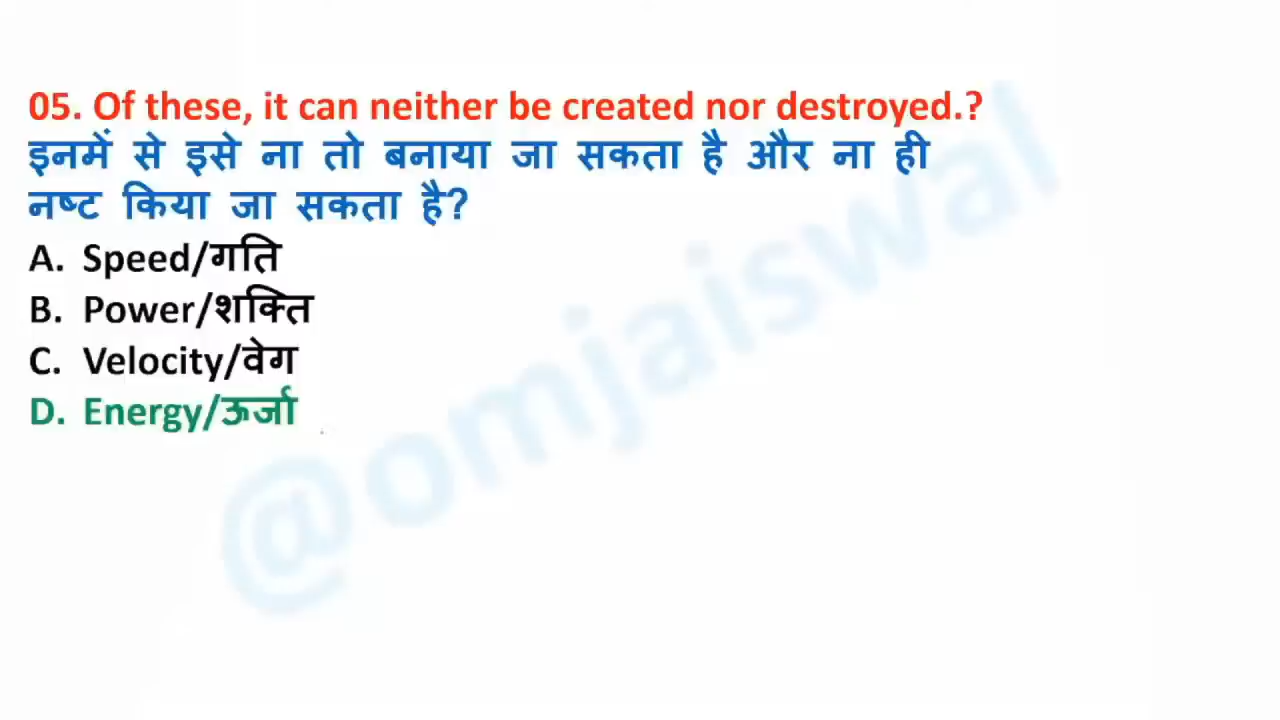 05. Of these, it can neither be created nor destroyed.?
इनमें से इसे ना तो बनाया जा सकता है और ना ही
नष्ट किया जा सकता है?
A. Speed/गति
B. Power/शक्ति
C. Velocity/वेग
D. Energy/ऊर्जा
@omjaiswal